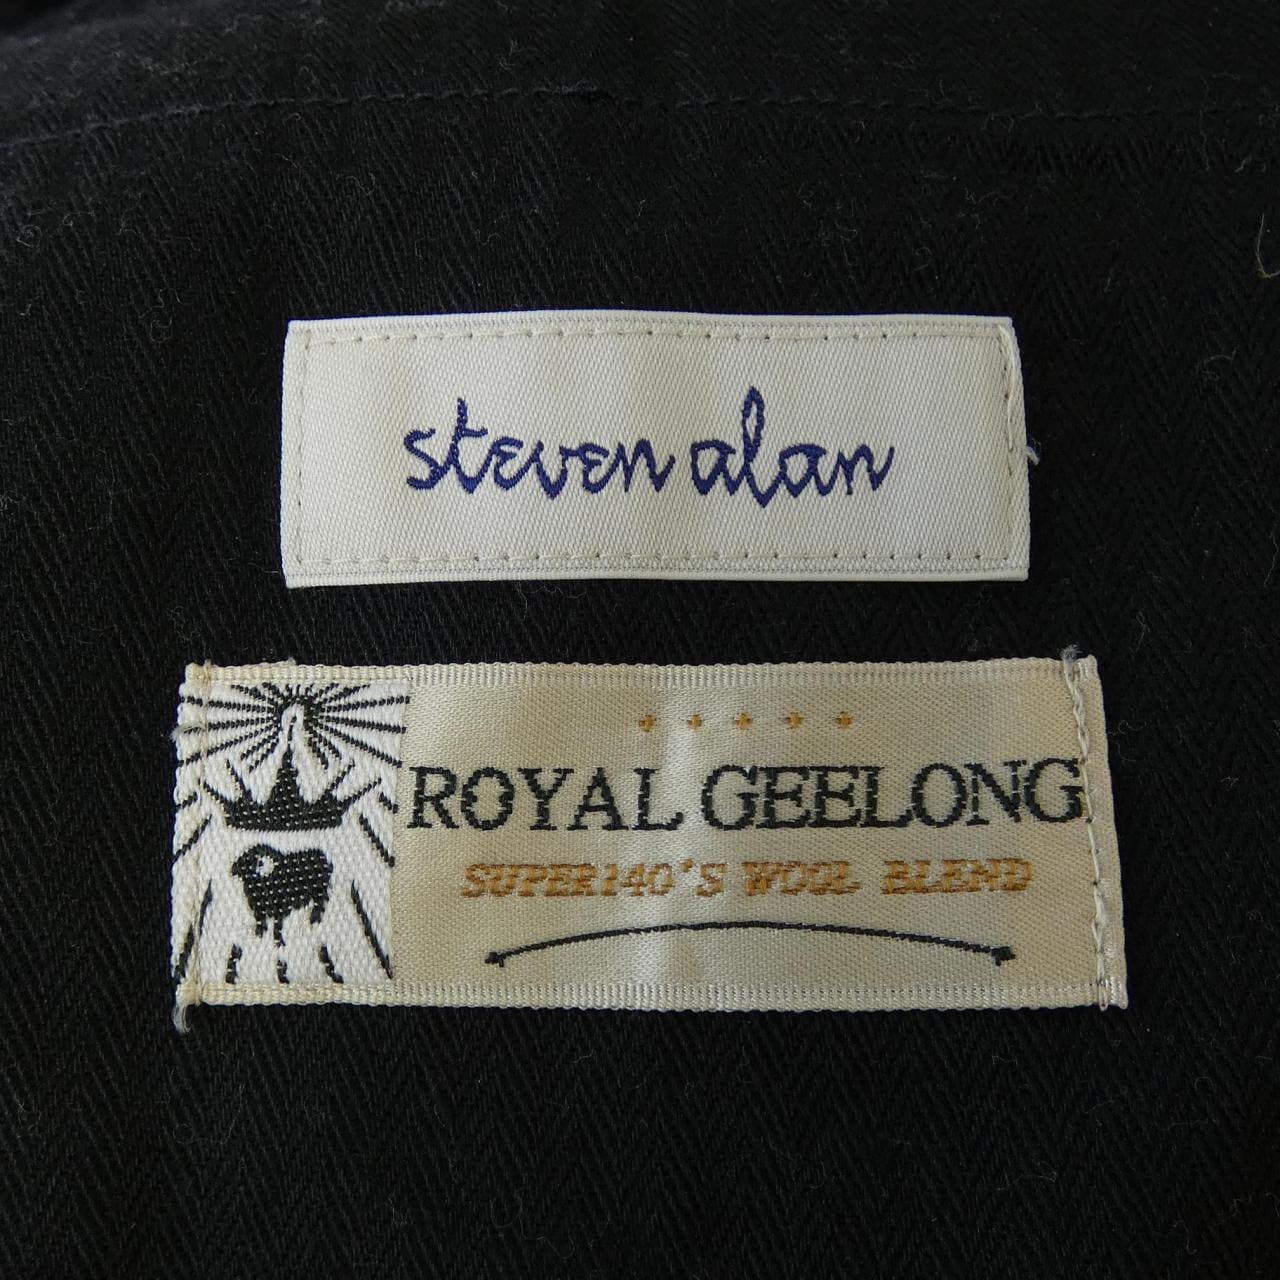 steven alan
ROYAL GEELONG
SUPER140'S WOOL BLEND